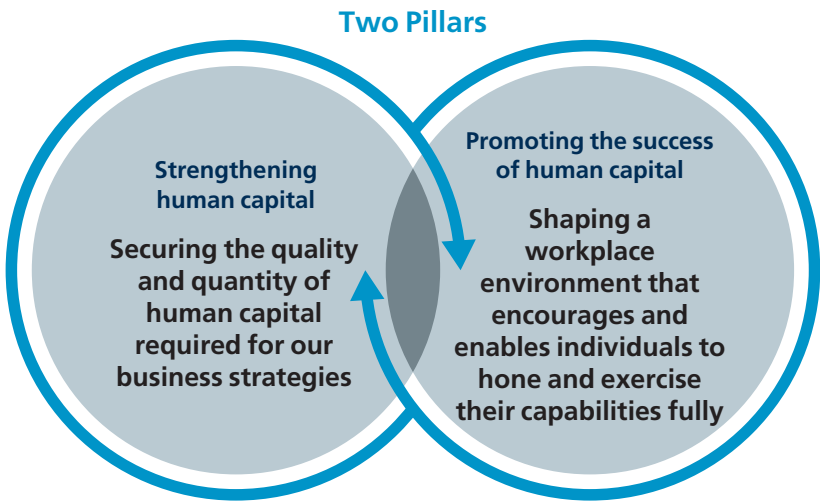 Two Pillars
Strengthening
human capital
Securing the quality
and quantity of
human capital
required for our
business strategies
Promoting the success
of human capital
Shaping a
workplace
environment that
encourages and
enables individuals to
hone and exercise
their capabilities fully